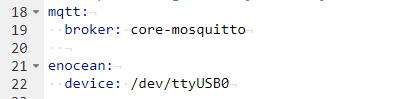 18 mqtt:
19 broker: core-mosquitto
20
21 enocean:
22 device: /dev/ttyUSB0